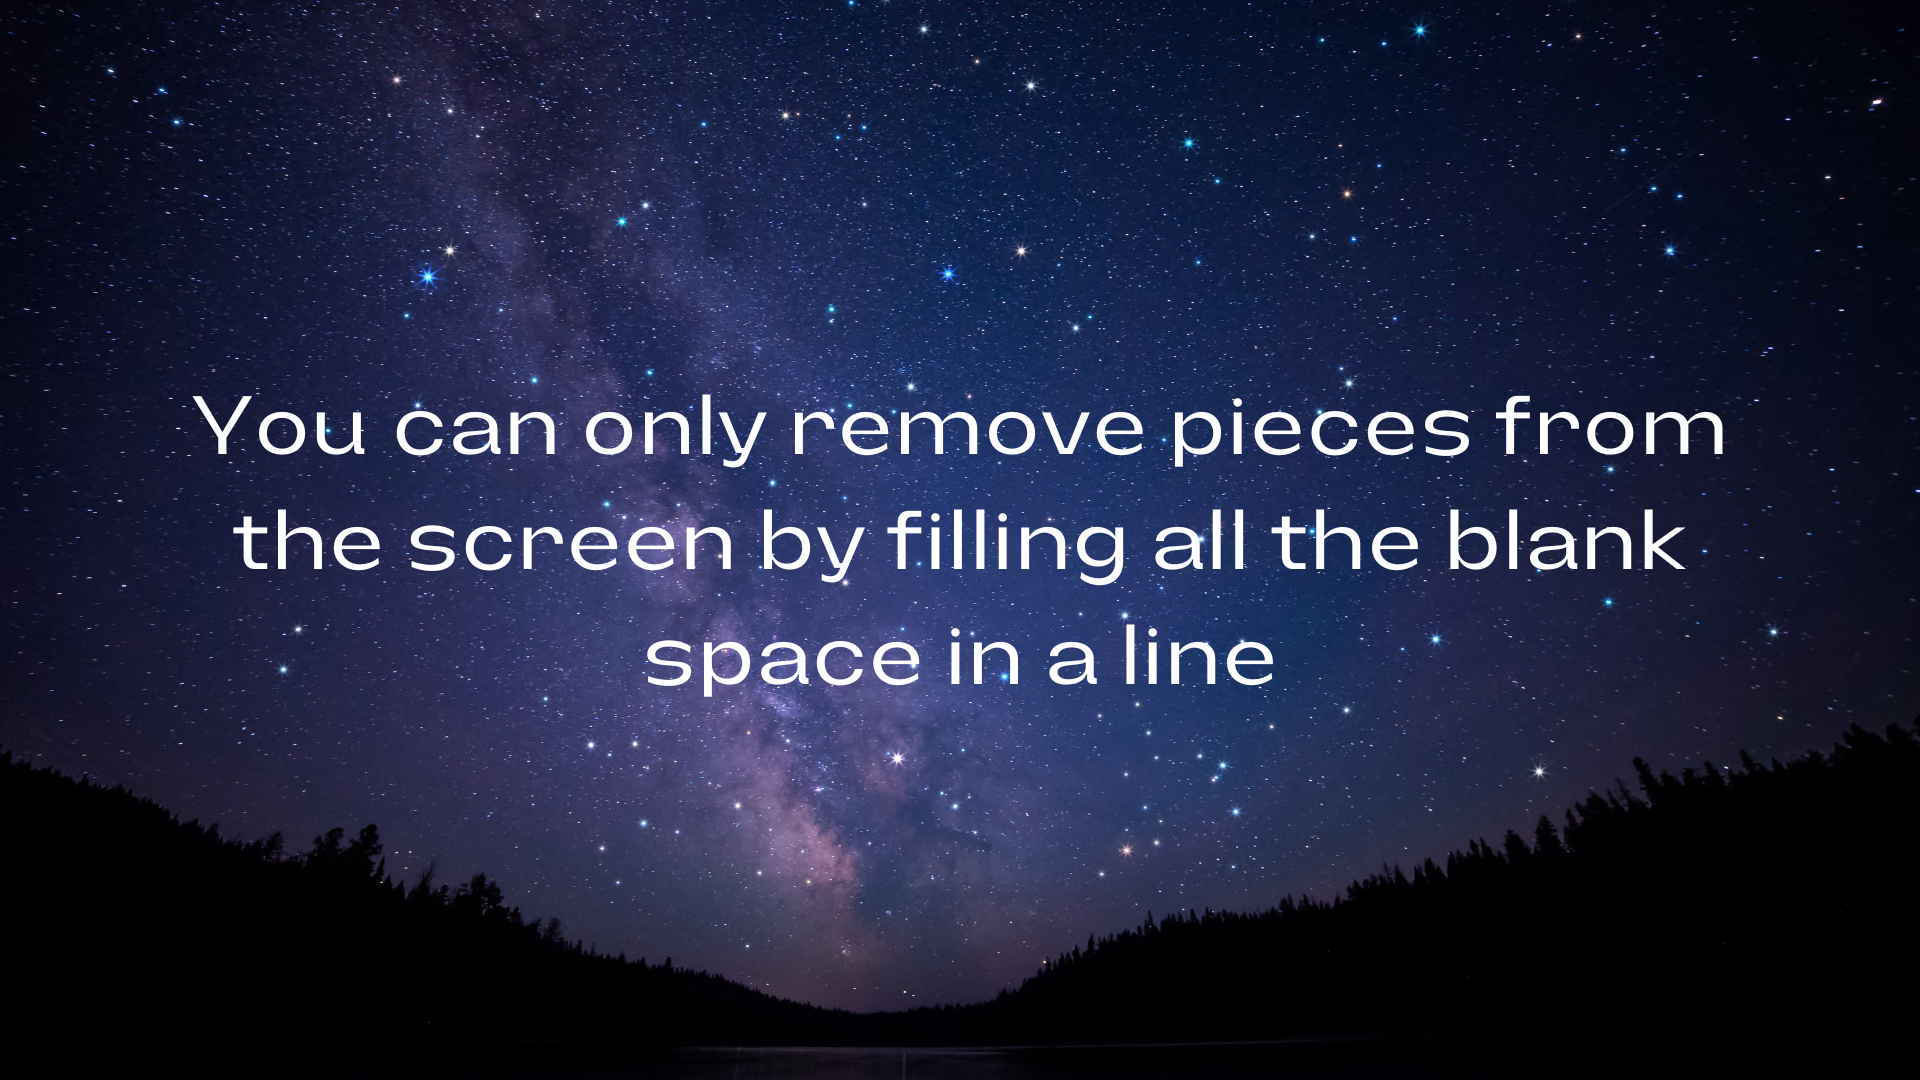 You can only remove pieces from
the screen by filling all the blank
space in a line